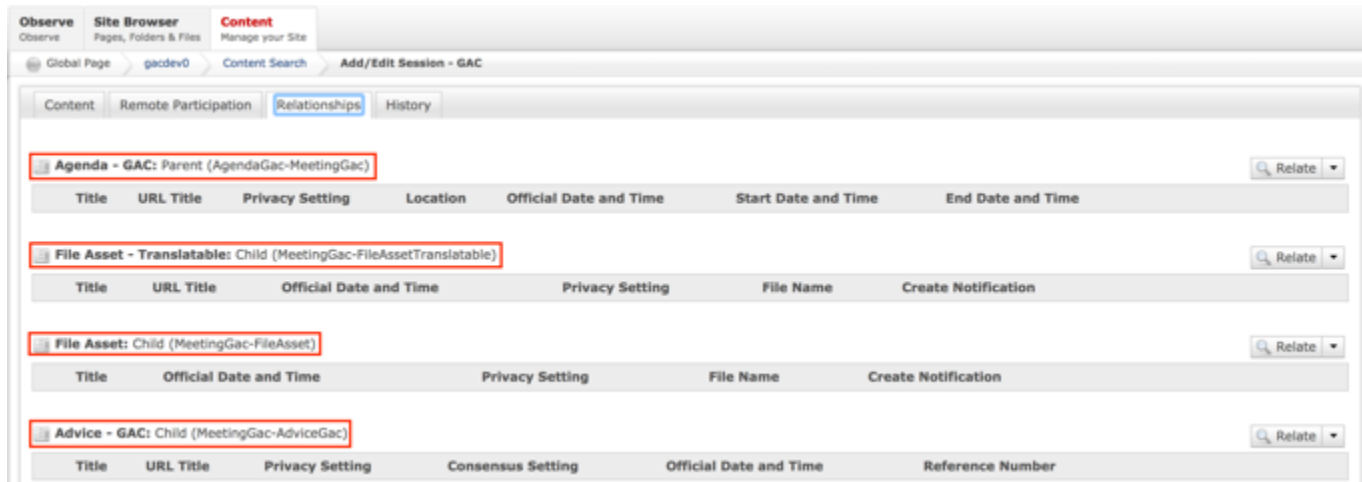 Observe Site Browser Content
Observe Pages, Folders & Files Manage your Site
Global Page gacdev0 Content Search Add/Edit Session - GAC
Content Remote Participation Relationships History
Agenda - GAC: Parent (AgendaGac-MeetingGac) Relate
Title URL Title Privacy Setting Location Official Date and Time Start Date and Time End Date and Time
File Asset - Translatable: Child (MeetingGac-FileAssetTranslatable) Relate
Title URL Title Official Date and Time Privacy Setting File Name Create Notification
File Asset: Child (MeetingGac-FileAsset) Relate
Title Official Date and Time Privacy Setting File Name Create Notification
Advice - GAC: Child (MeetingGac-AdviceGac) Relate
Title URL Title Privacy Setting Consensus Setting Official Date and Time Reference Number